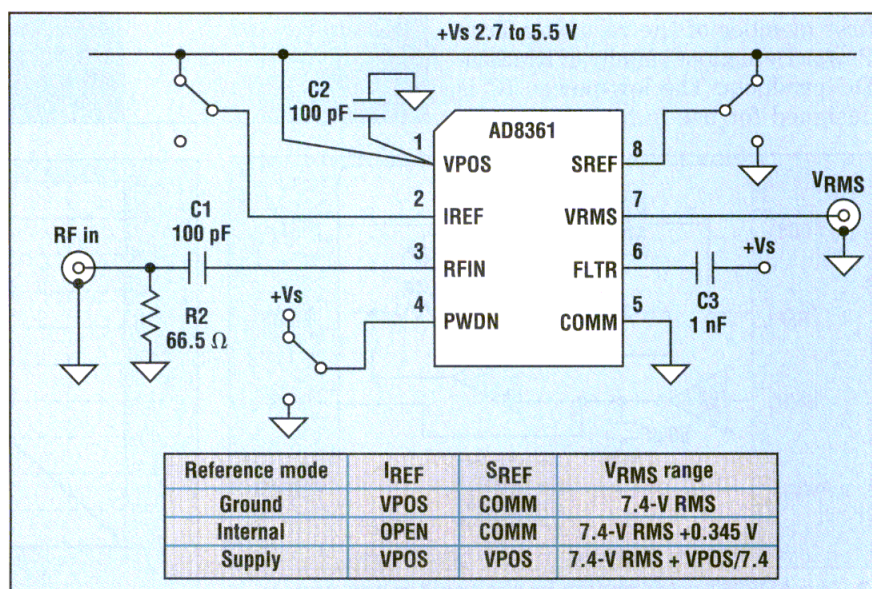 +Vs 2.7 to 5.5 V
C2
100 pF
AD8361
1
VPOS
SREF
8
2
IREF
VRMS
7
VRMS
C1
100 pF
RF in
3
RFIN
FLTR
6
+Vs
R2
66.5 Ω
+Vs
4
PWDN
COMM
5
C3
1 nF
Reference mode IREF SREF VRMS range
Ground VPOS COMM 7.4-V RMS
Internal OPEN COMM 7.4-V RMS +0.345 V
Supply VPOS VPOS 7.4-V RMS + VPOS/7.4